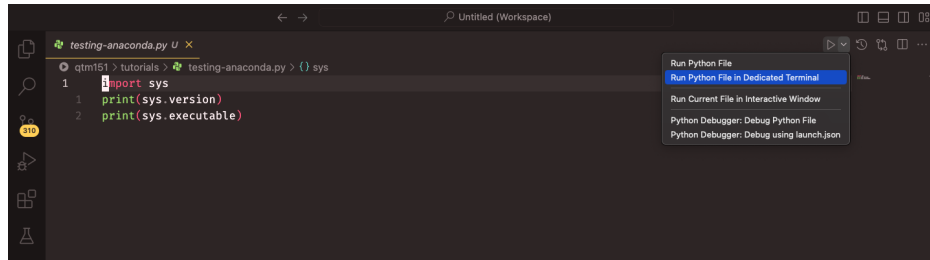 Untitled (Workspace)
testing-anaconda.py U
qtm151 > tutorials > testing-anaconda.py > {} sys
1 import sys
1 print(sys.version)
2 print(sys.executable)
310
Run Python File
Run Python File in Dedicated Terminal
Run Current File in Interactive Window
Python Debugger: Debug Python File
Python Debugger: Debug using launch.json